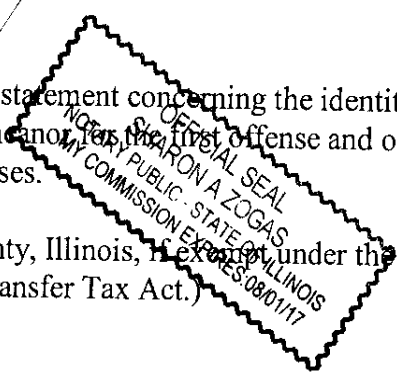 statement concerning the identit
meanor for the first offense and o
ses.
nty, Illinois, if exempt under the
ansfer Tax Act.)
OFFICIAL SEAL
SHARON A ZOGAS
NOTARY PUBLIC - STATE OF ILLINOIS
MY COMMISSION EXPIRES:08/01/17